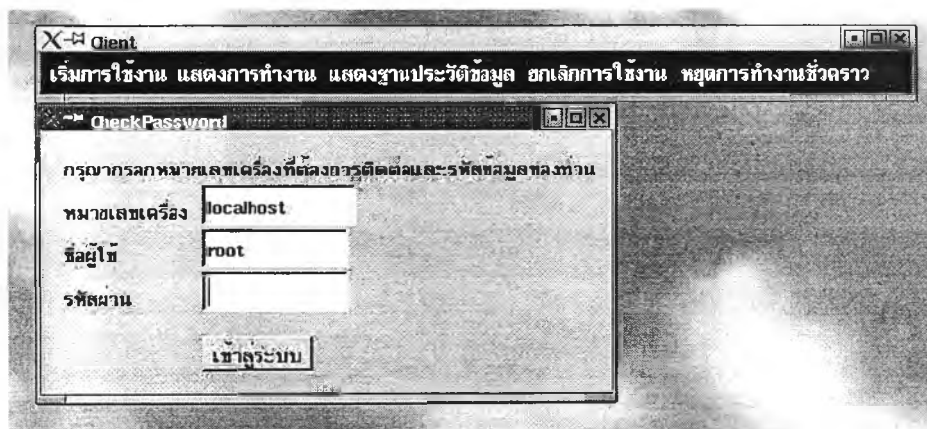 Client
เริ่มการใช้งาน แสดงการทำงาน แสดงฐานประวัติข้อมูล ยกเลิกการใช้งาน หยุดการทำงานชั่วคราว
CheckPassword
กรุณากรอกหมายเลขเครื่องที่ต้องการติดต่อและรหัสข้อมูลของท่าน
หมายเลขเครื่อง localhost
ชื่อผู้ใช้ root
รหัสผ่าน
เข้าสู่ระบบ